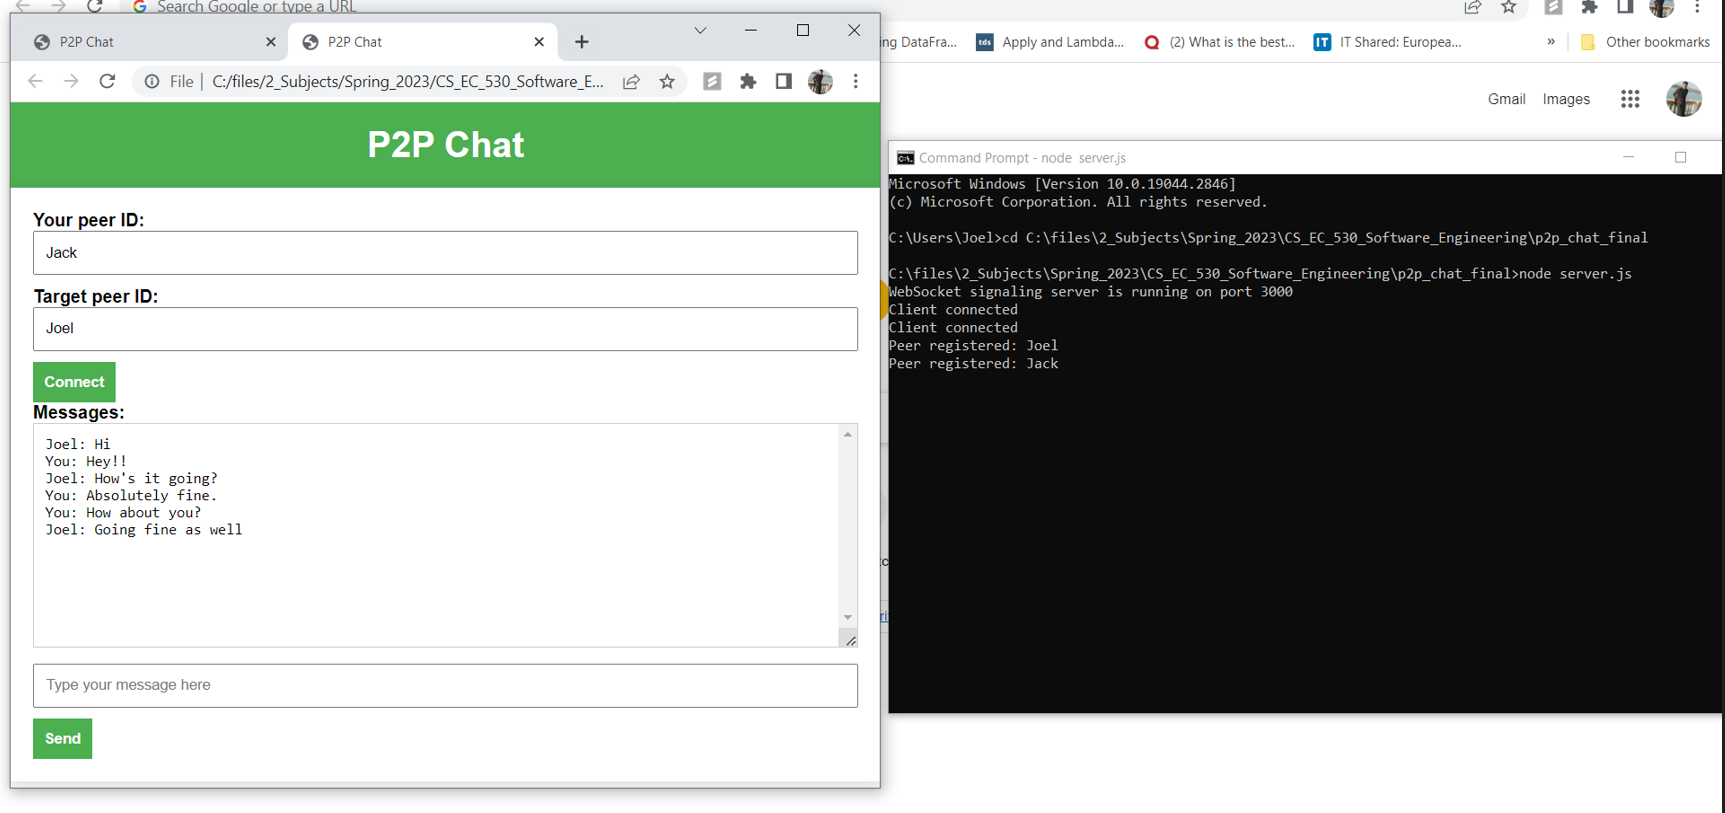 Search Google or type a URL
P2P Chat
P2P Chat
File | C:/files/2_Subjects/Spring_2023/CS_EC_530_Software_E...
ing DataFra...
tds
Apply and Lambda...
(2) What is the best...
IT
IT Shared: Europea...
»
Other bookmarks
Gmail
Images
P2P Chat
Your peer ID:
Jack
Target peer ID:
Joel
Connect
Messages:
Joel: Hi
You: Hey!!
Joel: How's it going?
You: Absolutely fine.
You: How about you?
Joel: Going fine as well
Type your message here
Send
Command Prompt - node  server.js
Microsoft Windows [Version 10.0.19044.2846]
(c) Microsoft Corporation. All rights reserved.
C:\Users\Joel>cd C:\files\2_Subjects\Spring_2023\CS_EC_530_Software_Engineering\p2p_chat_final
C:\files\2_Subjects\Spring_2023\CS_EC_530_Software_Engineering\p2p_chat_final>node server.js
WebSocket signaling server is running on port 3000
Client connected
Client connected
Peer registered: Joel
Peer registered: Jack